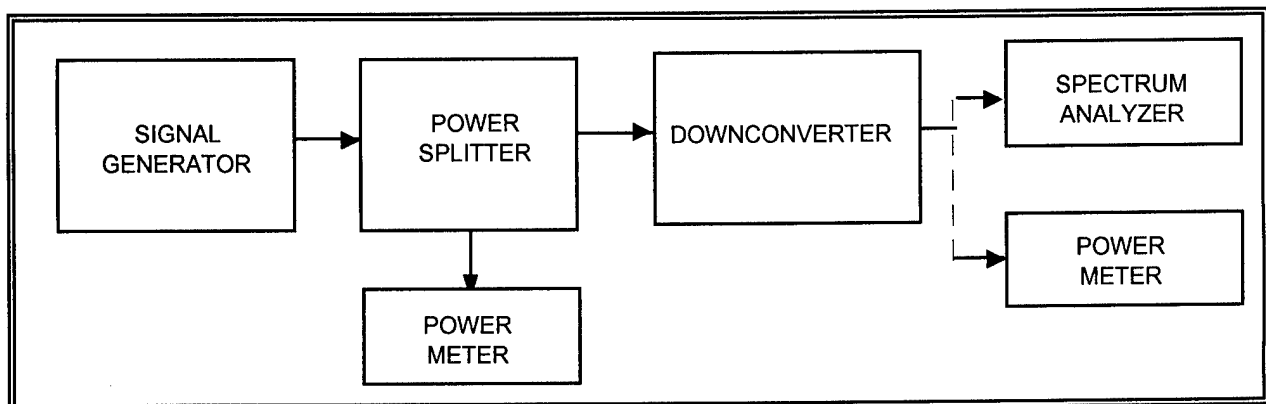 SIGNAL
GENERATOR
POWER
SPLITTER
DOWNCONVERTER
SPECTRUM
ANALYZER
POWER
METER
POWER
METER